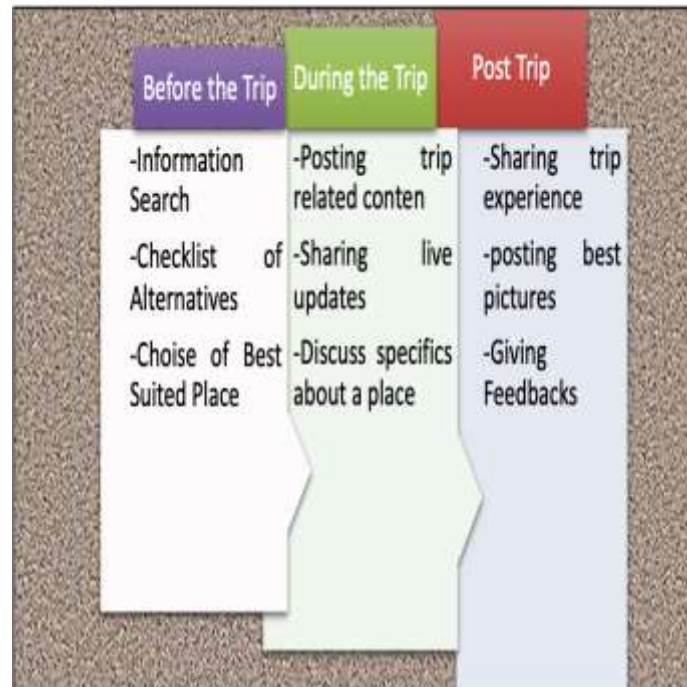 Before the Trip
-Information
Search
-Checklist of
Alternatives
-Choise of Best
Suited Place
During the Trip
-Posting trip
related conten
-Sharing live
updates
-Discuss specifics
about a place
Post Trip
-Sharing trip
experience
-posting best
pictures
-Giving
Feedbacks